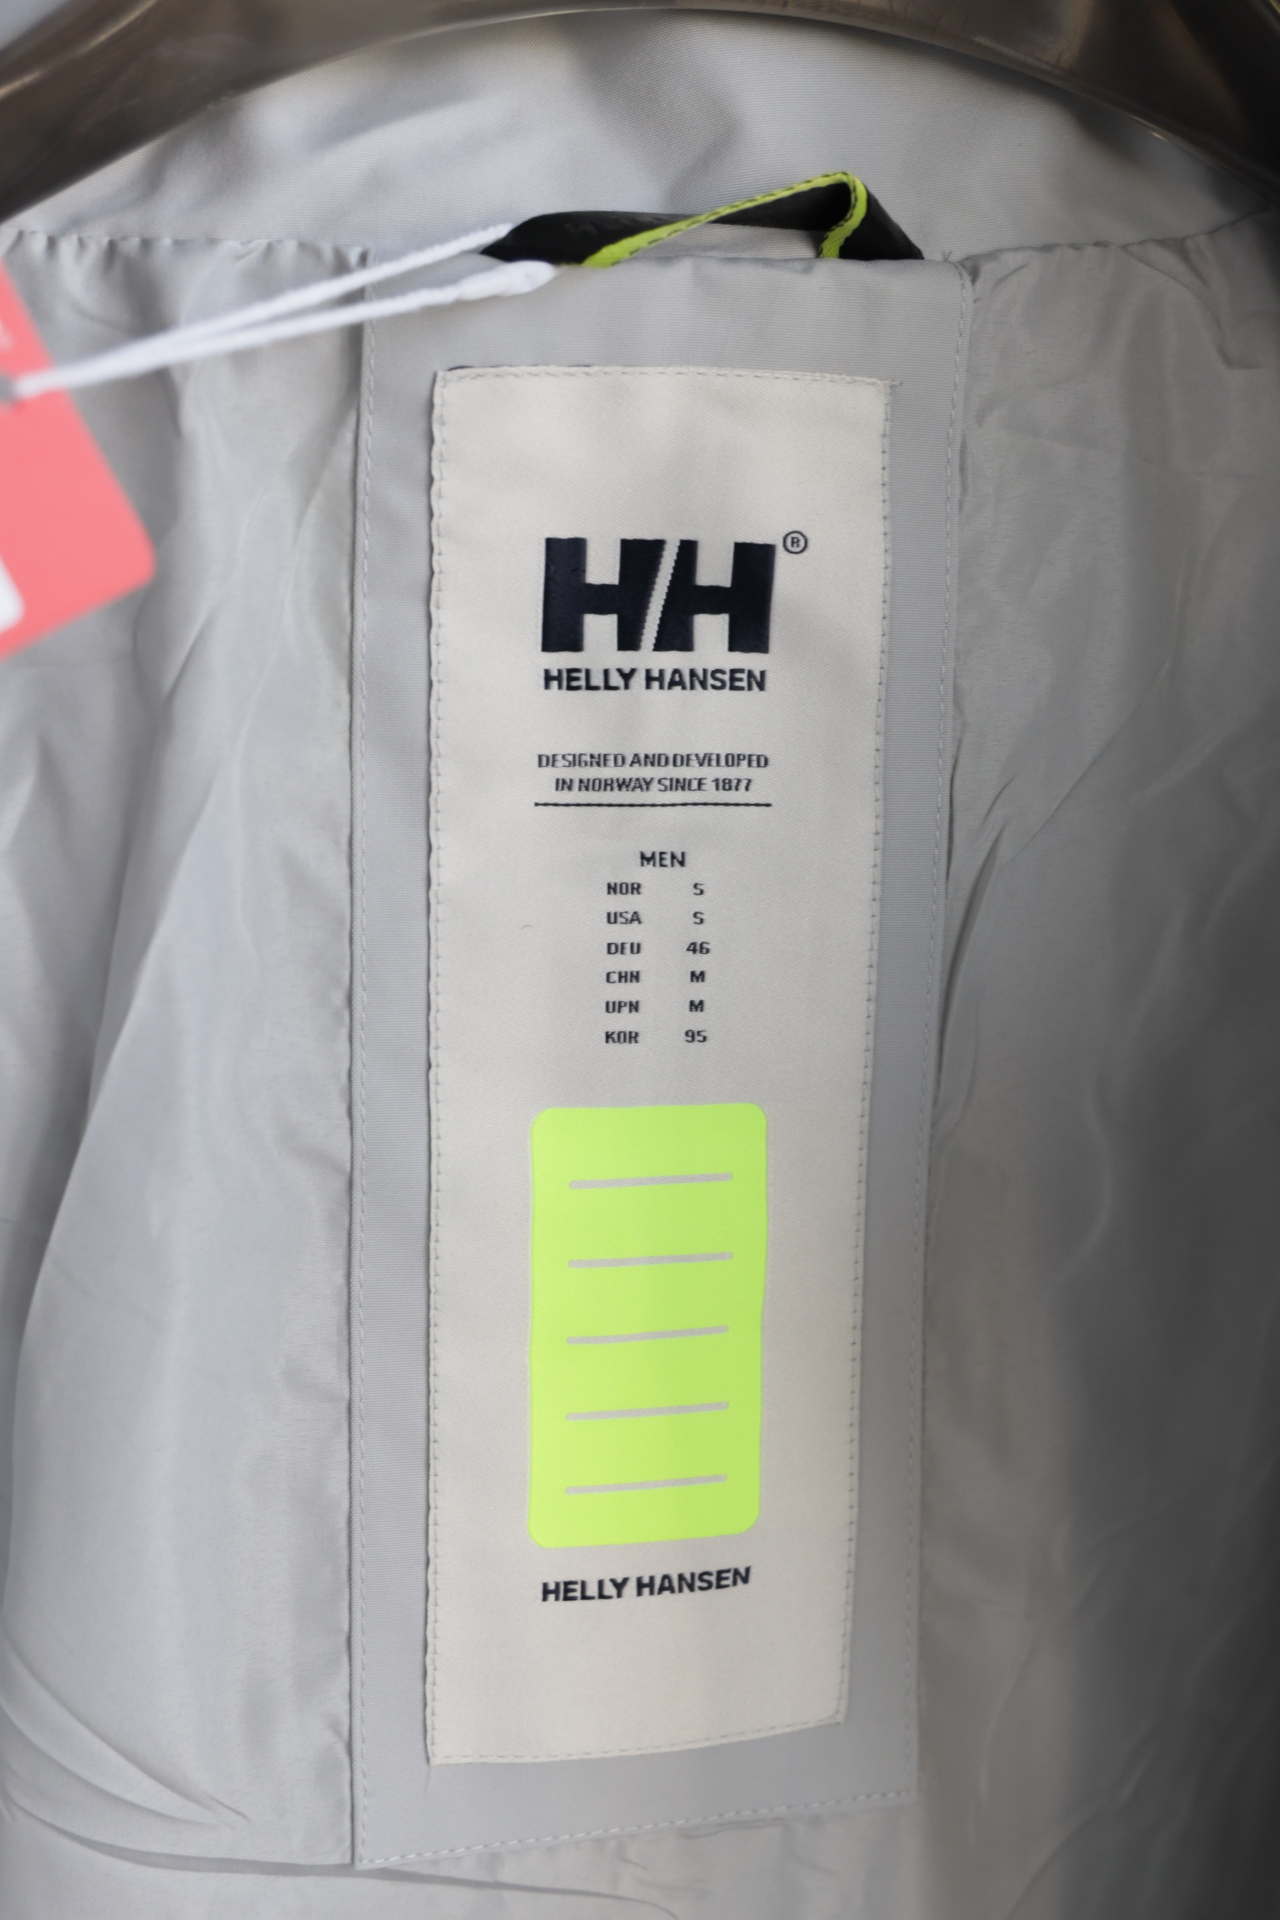 HH®
HELLY HANSEN
DESIGNED AND DEVELOPED
IN NORWAY SINCE 1877
MEN
NOR S
USA S
DEU 46
CHN M
UPN M
KOR 95
HELLY HANSEN